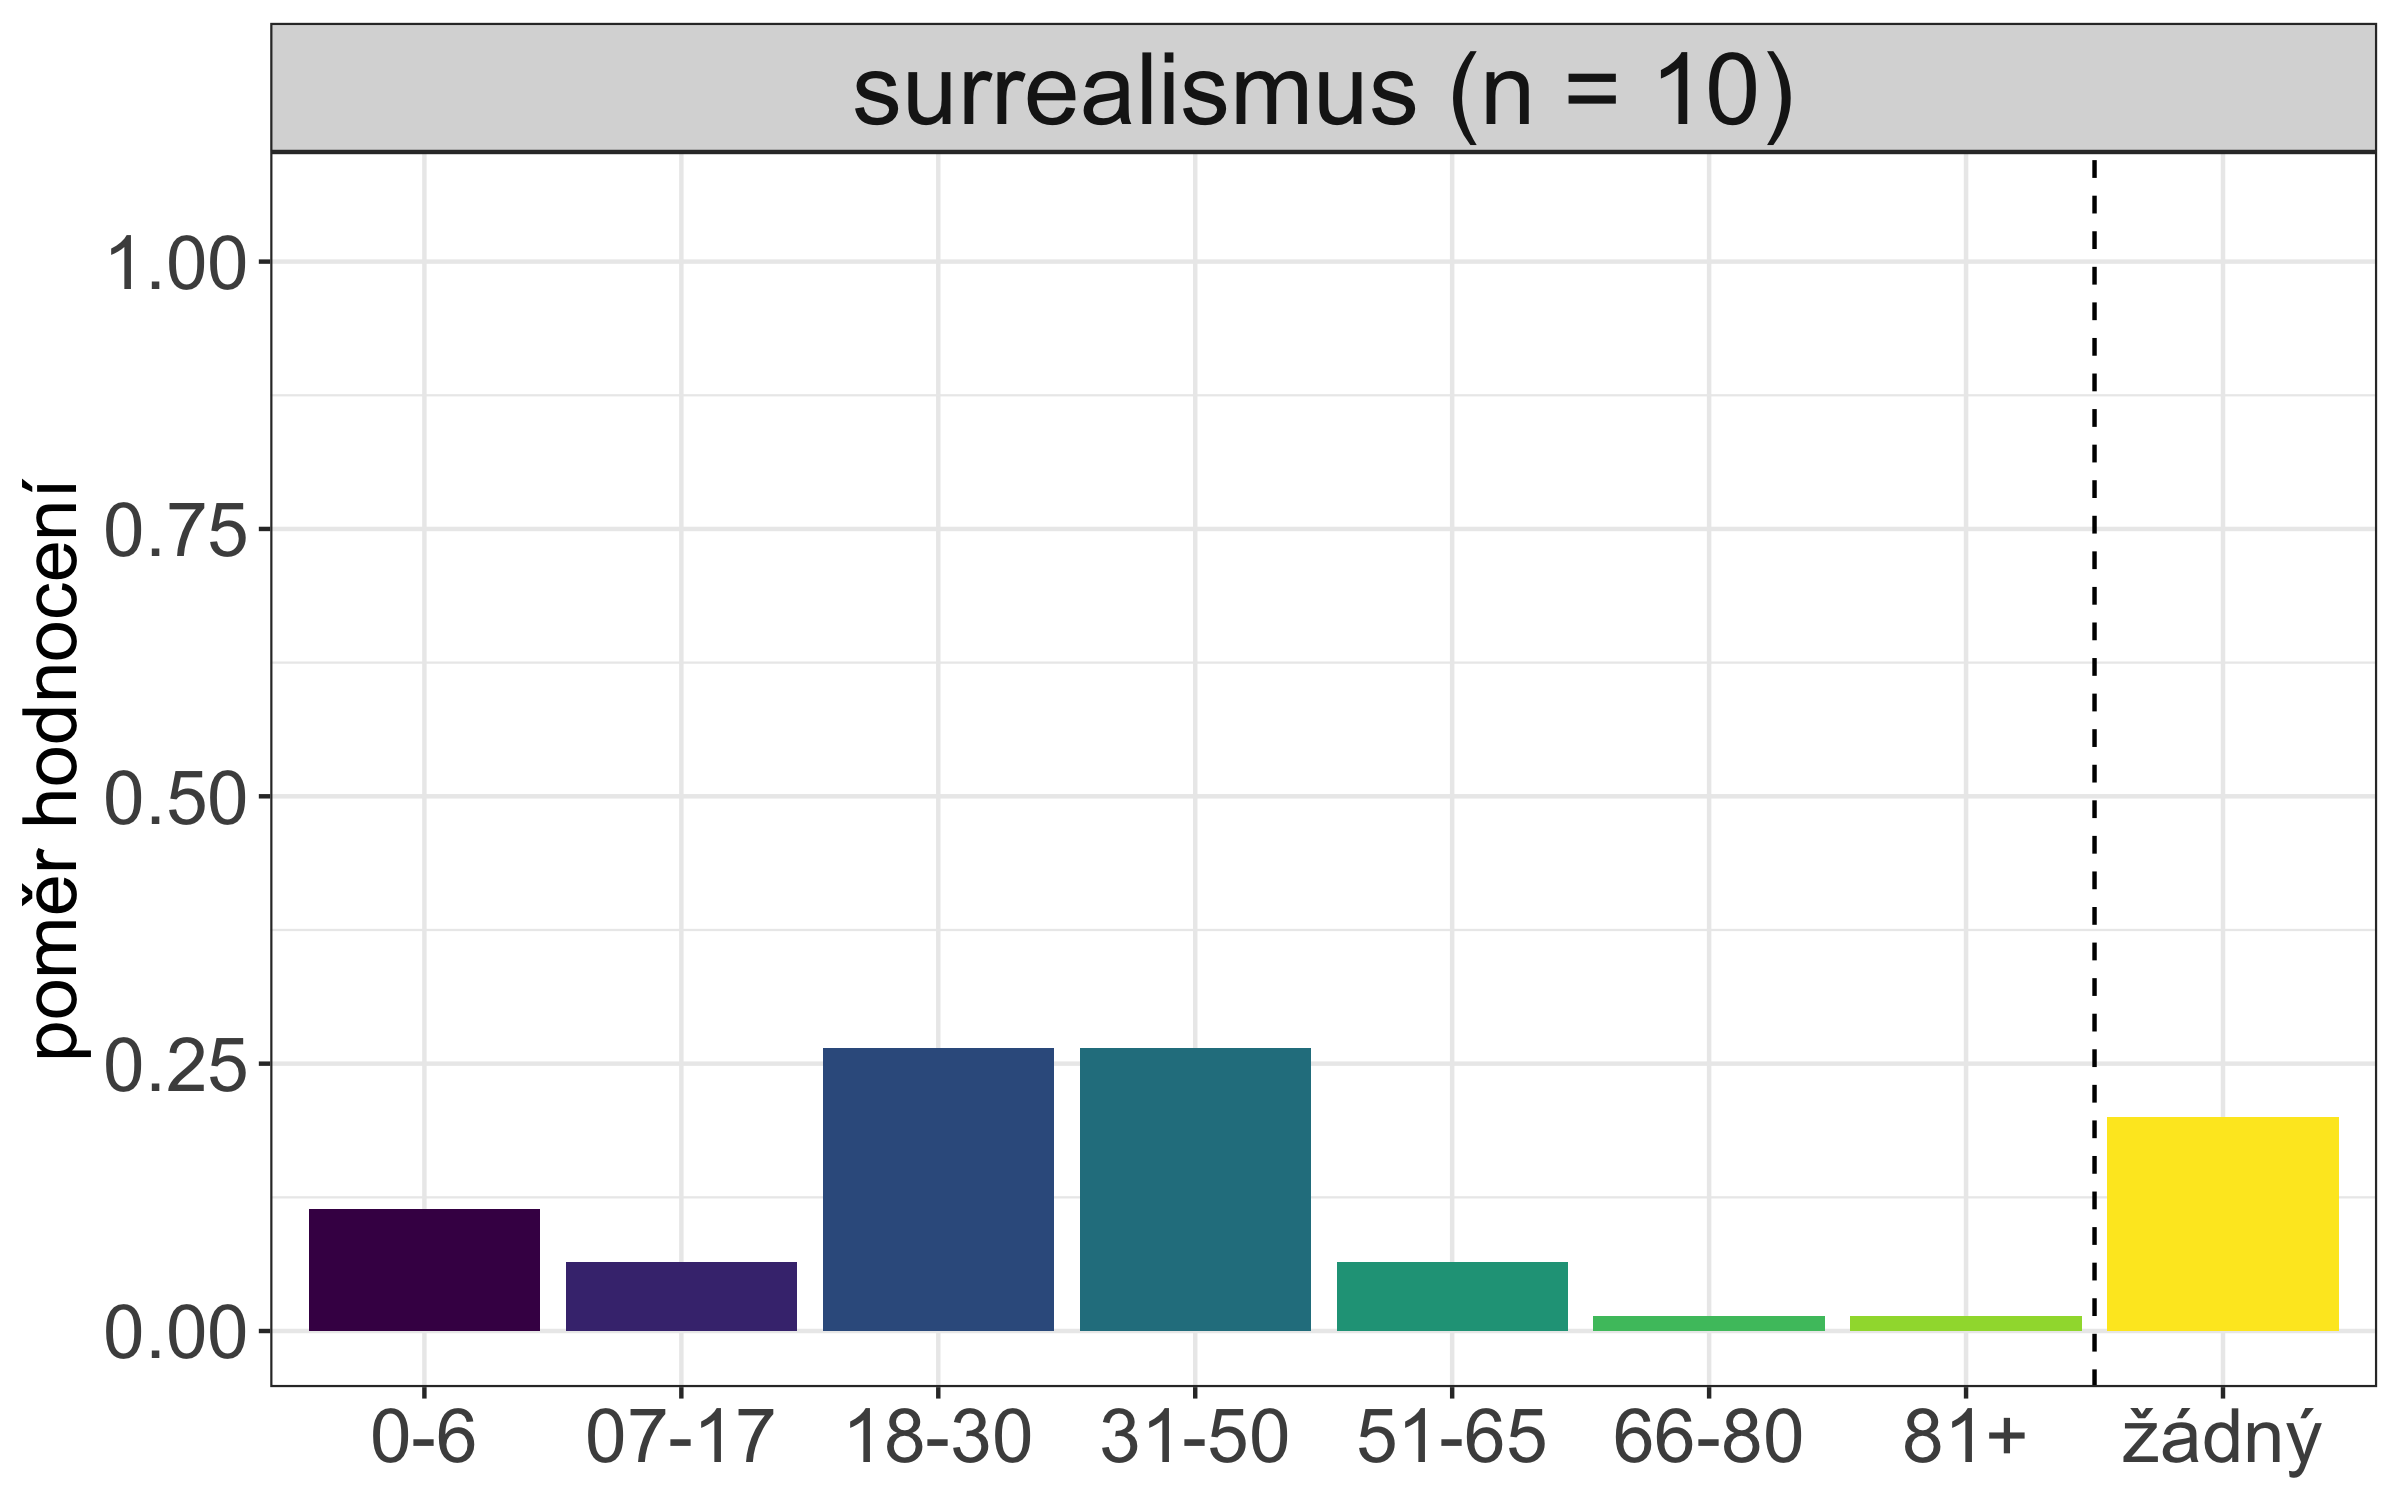 surrealismus (n = 10)
poměr hodnocení
1.00
0.75
0.50
0.25
0.00
0-6 07-17 18-30 31-50 51-65 66-80 81+ žádný